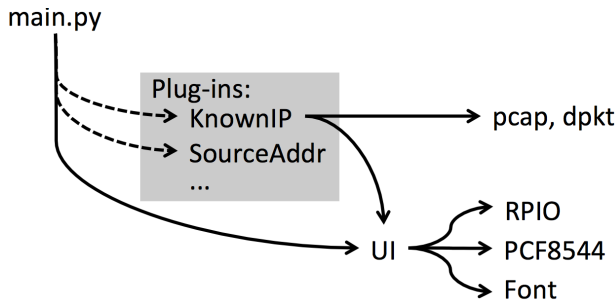 main.py
Plug-ins:
KnownIP
SourceAddr
...
pcap, dpkt
UI
RPIO
PCF8544
Font